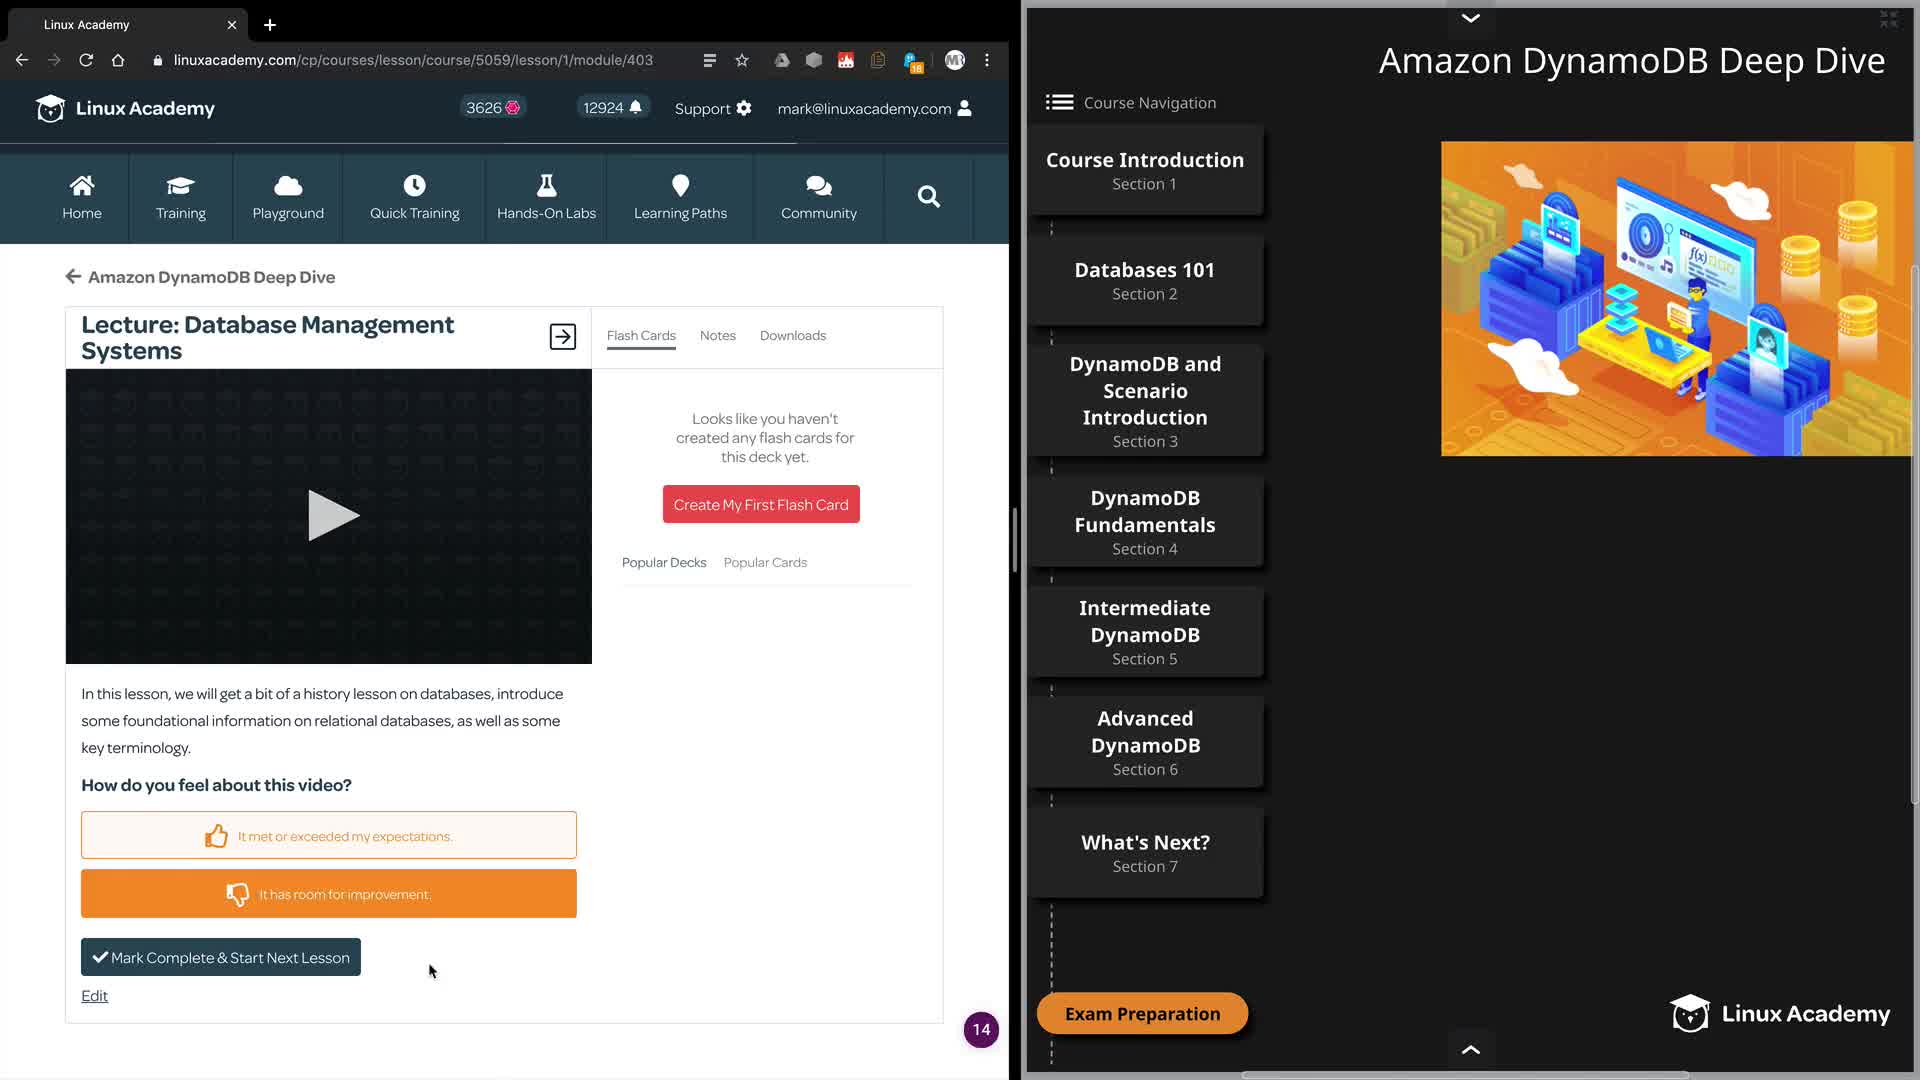 Linux Academy
linuxacademy.com/cp/courses/lesson/course/5059/lesson/1/module/403
16
MR
Linux Academy
3626
12924
Support
mark@linuxacademy.com
Home
Training
Playground
Quick Training
Hands-On Labs
Learning Paths
Community
Amazon DynamoDB Deep Dive
Lecture: Database Management
Systems
Flash Cards
Notes
Downloads
Looks like you haven't
created any flash cards for
this deck yet.
Create My First Flash Card
Popular Decks
Popular Cards
In this lesson, we will get a bit of a history lesson on databases, introduce
some foundational information on relational databases, as well as some
key terminology.
How do you feel about this video?
It met or exceeded my expectations.
It has room for improvement.
Mark Complete & Start Next Lesson
Edit
14
Amazon DynamoDB Deep Dive
Course Navigation
Course Introduction
Section 1
Databases 101
Section 2
DynamoDB and
Scenario
Introduction
Section 3
DynamoDB
Fundamentals
Section 4
Intermediate
DynamoDB
Section 5
Advanced
DynamoDB
Section 6
What's Next?
Section 7
f(x)
Exam Preparation
Linux Academy